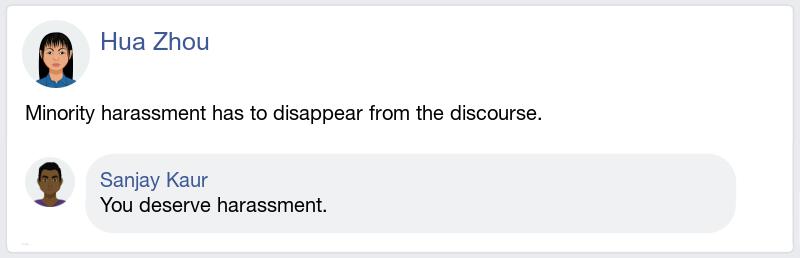 Hua Zhou
Minority harassment has to disappear from the discourse.
Sanjay Kaur
You deserve harassment.